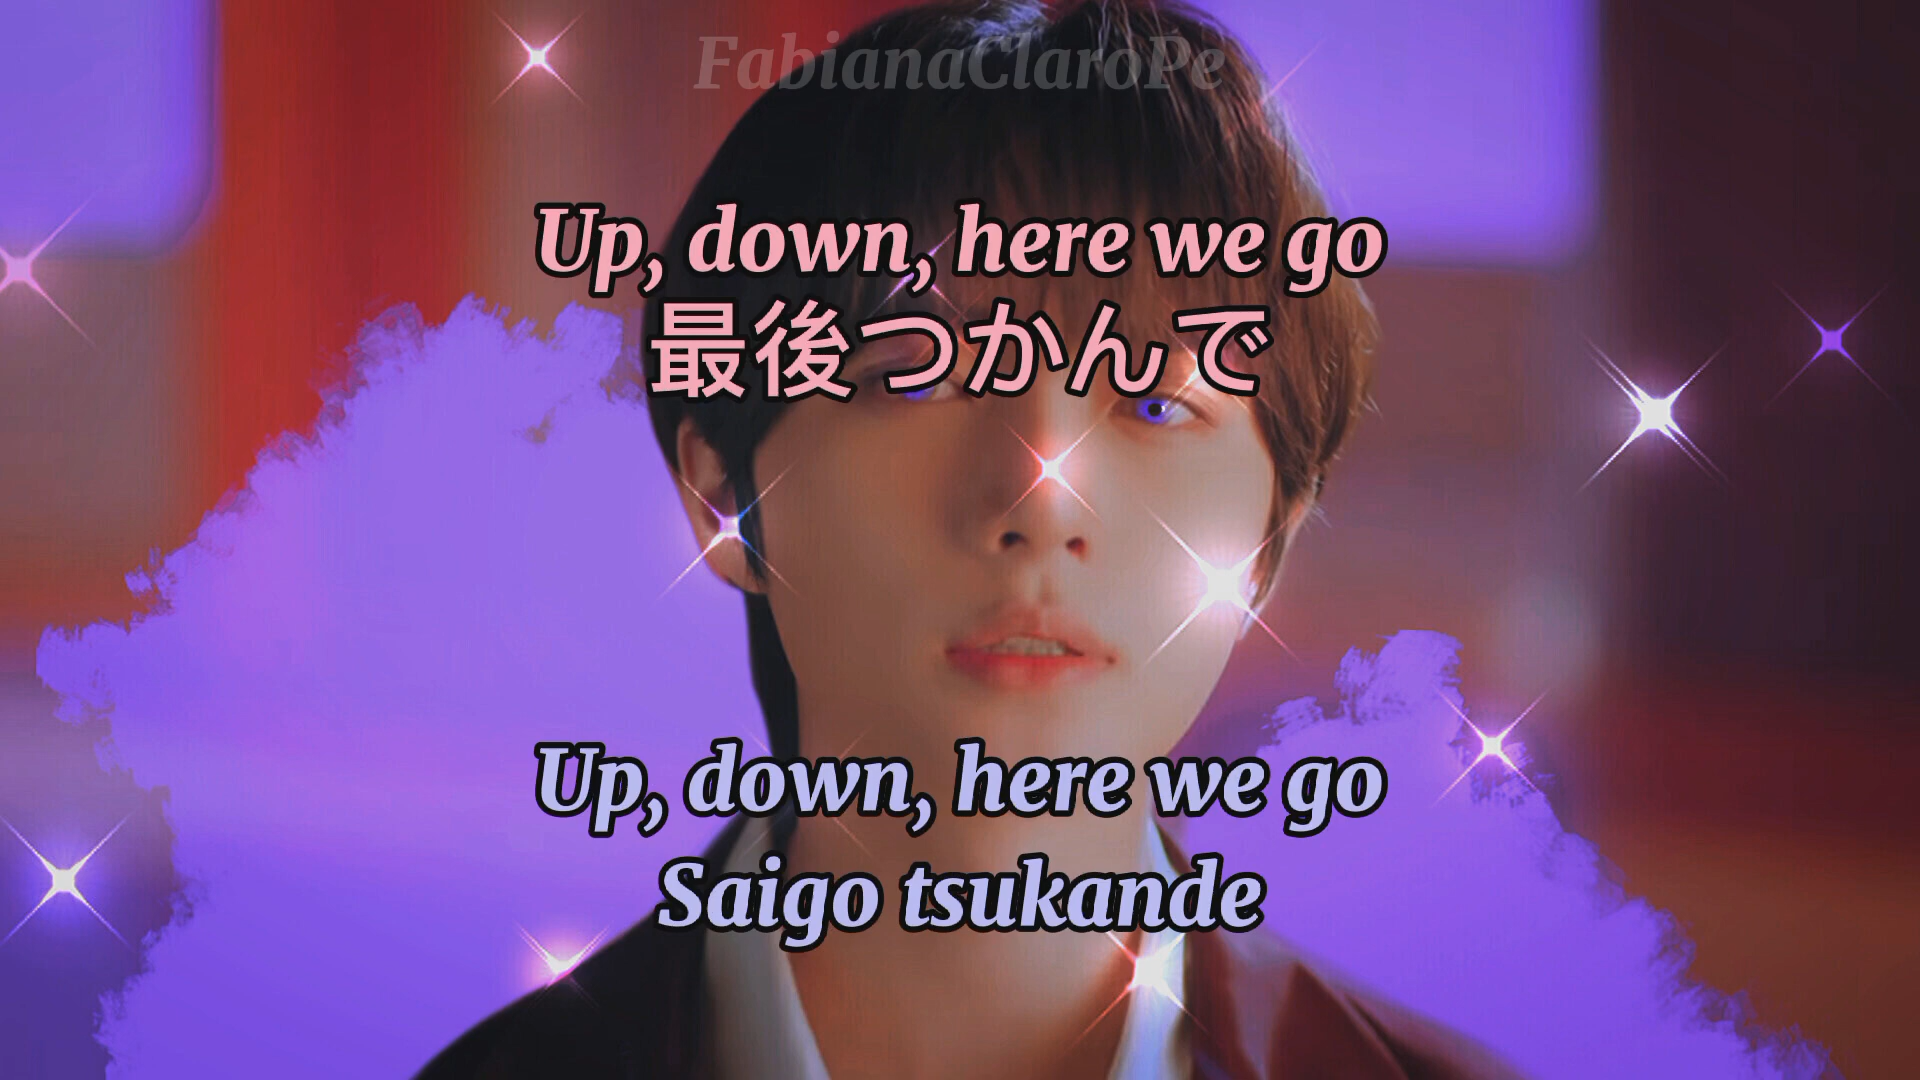 FabianaClaroPe
Up, down, here we go
最後つかんで
Up, down, here we go
Saigo tsukande